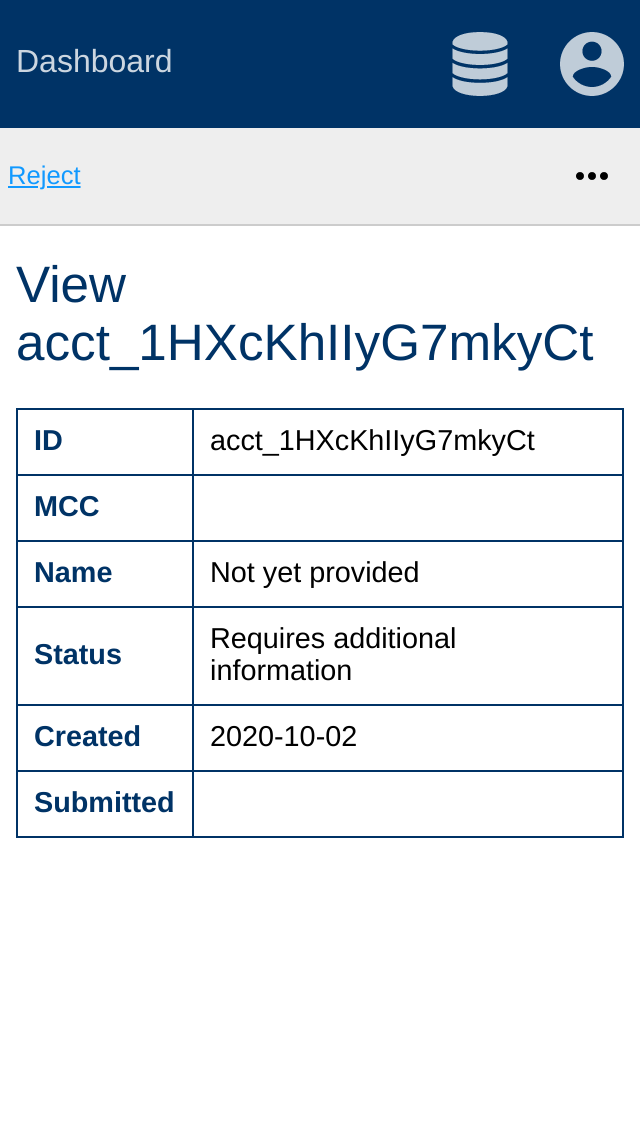 Dashboard
Reject
View
acct_1HXcKhIIyG7mkyCt
ID acct_1HXcKhIIyG7mkyCt
MCC
Name Not yet provided
Status Requires additional
information
Created 2020-10-02
Submitted